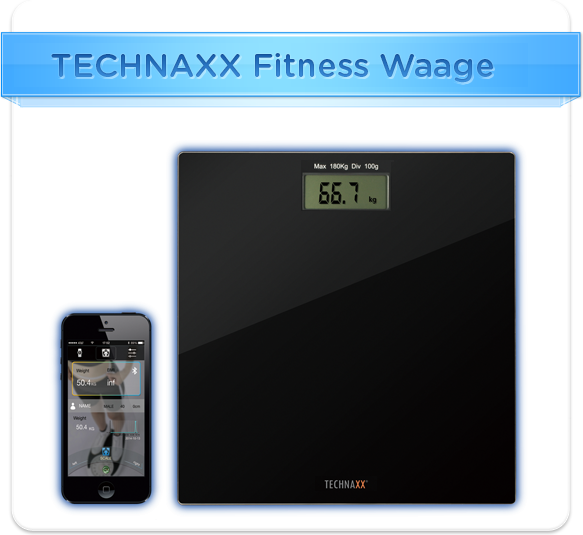 TECHNAXX Fitness Waage
Max 180Kg Div 100g
66.7 kg
Weight
50.4 KG inf
NAME MALE
Weight
50.4 KG
TECHNAXX